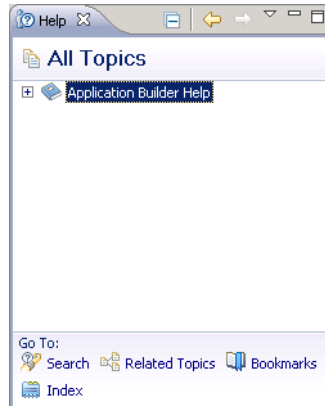 Help
All Topics
Application Builder Help
Go To:
Search Related Topics Bookmarks
Index